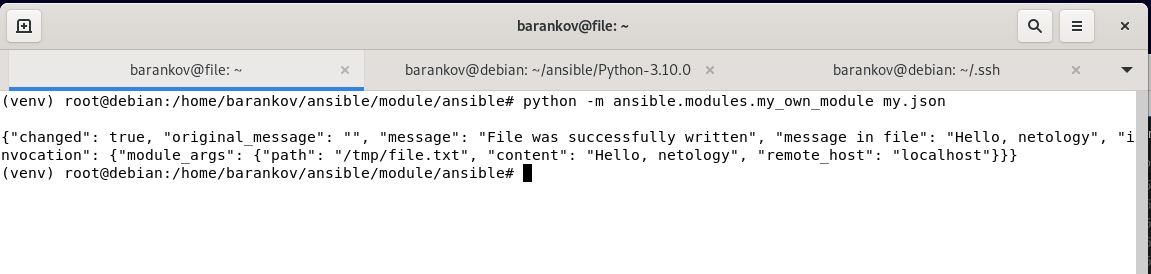 barankov@file: ~
barankov@file: ~
barankov@debian: ~/ansible/Python-3.10.0
barankov@debian: ~/.ssh
(venv) root@debian:/home/barankov/ansible/module/ansible# python -m ansible.modules.my_own_module my.json
{"changed": true, "original_message": "", "message": "File was successfully written", "message in file": "Hello, netology", "i
nvocation": {"module_args": {"path": "/tmp/file.txt", "content": "Hello, netology", "remote_host": "localhost"}}}
(venv) root@debian:/home/barankov/ansible/module/ansible#